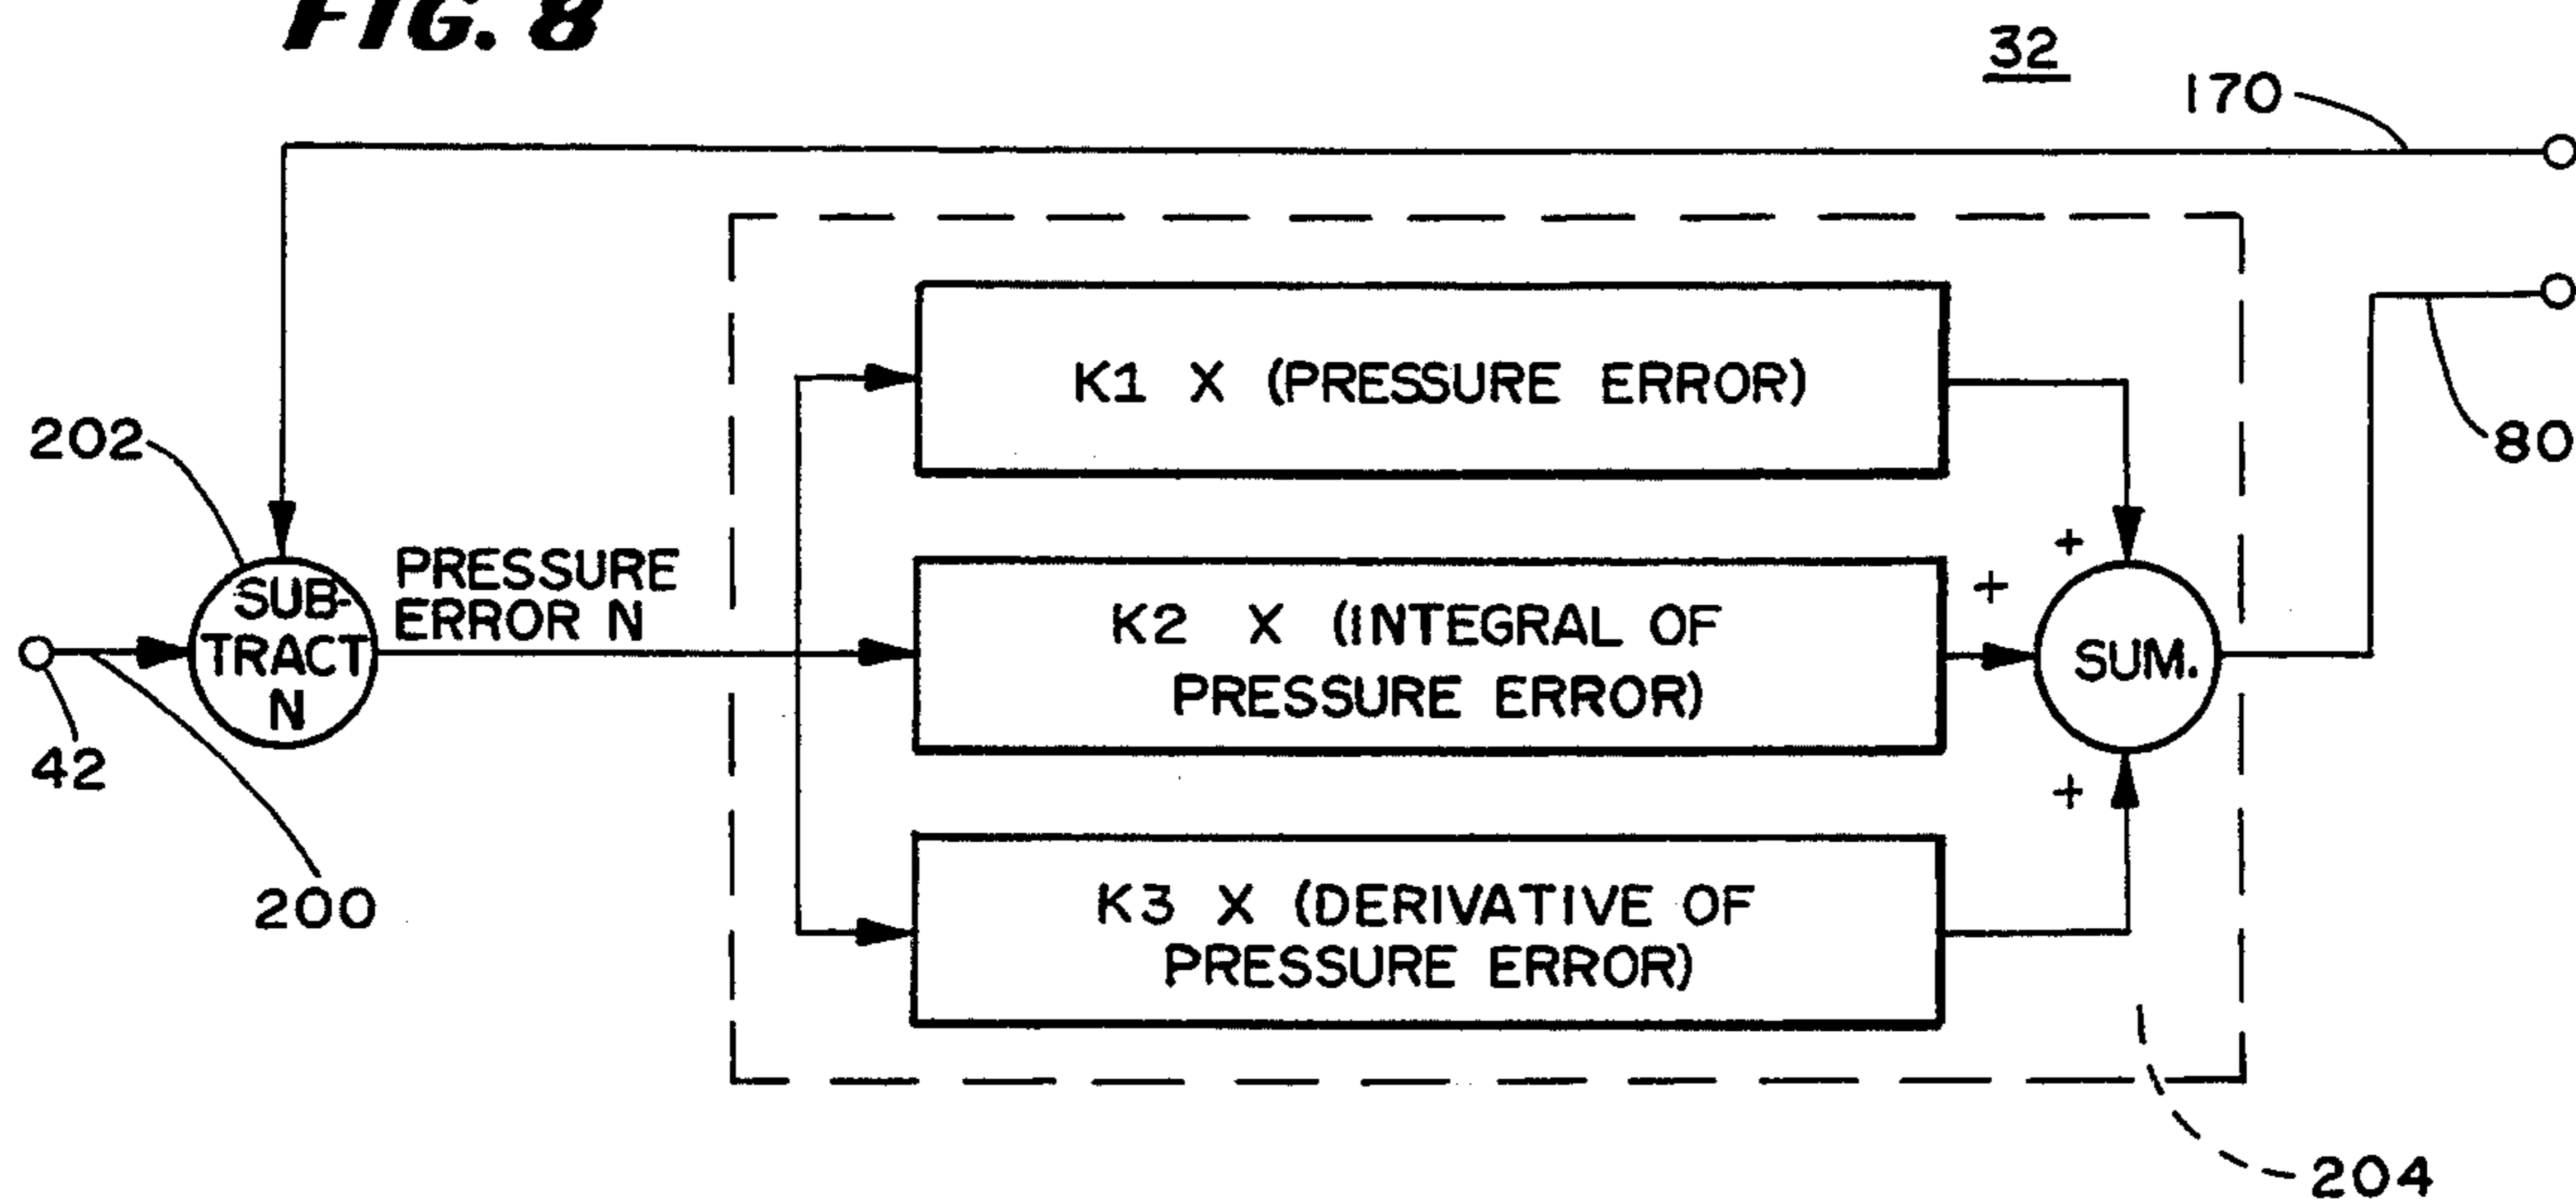 FIG. 8
32
170
80
202
SUB-
TRACT
N
PRESSURE
ERROR N
42
200
K1 X (PRESSURE ERROR)
K2 X (INTEGRAL OF
PRESSURE ERROR)
K3 X (DERIVATIVE OF
PRESSURE ERROR)
+
+
+
SUM.
204